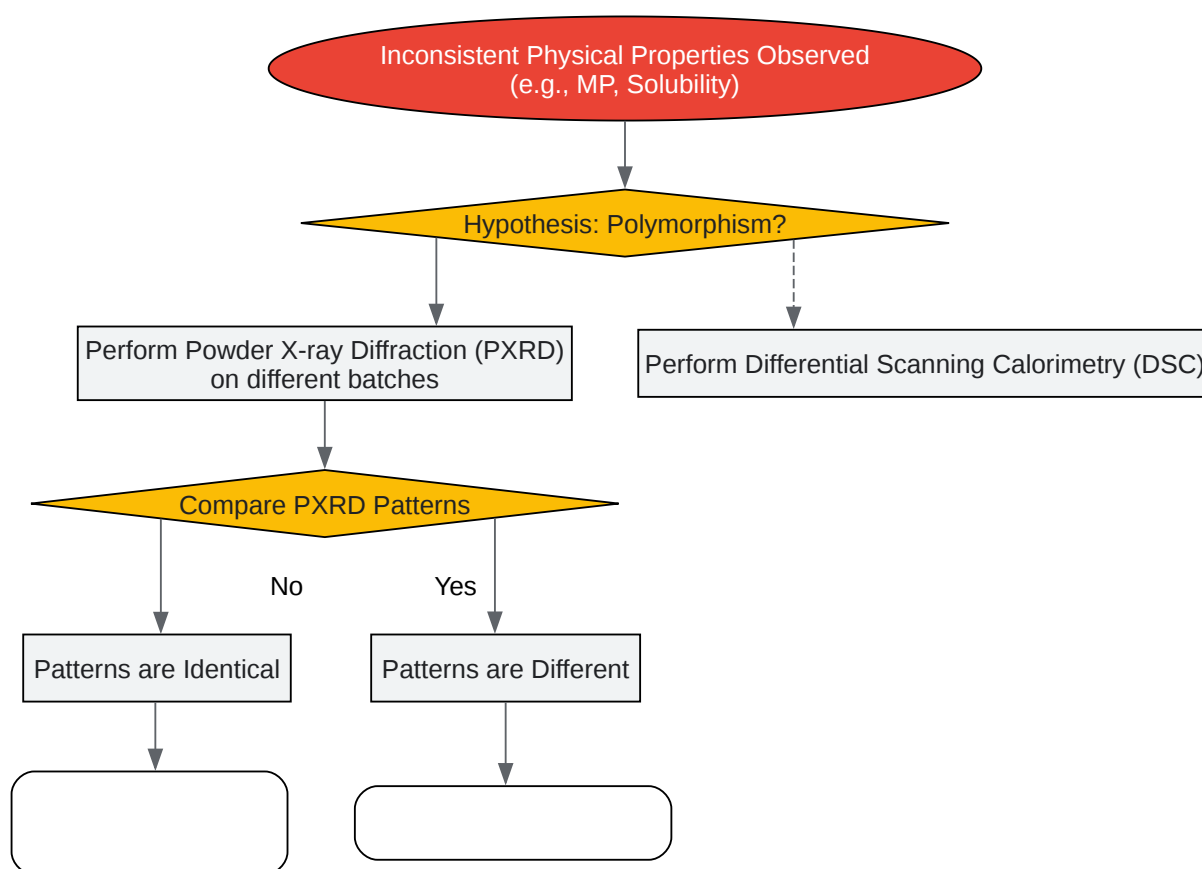 Inconsistent Physical Properties Observed
(e.g., MP, Solubility)
Hypothesis: Polymorphism?
Perform Powder X-ray Diffraction (PXRD)
on different batches
Perform Differential Scanning Calorimetry (DSC)
Compare PXRD Patterns
No
Yes
Patterns are Identical
Patterns are Different